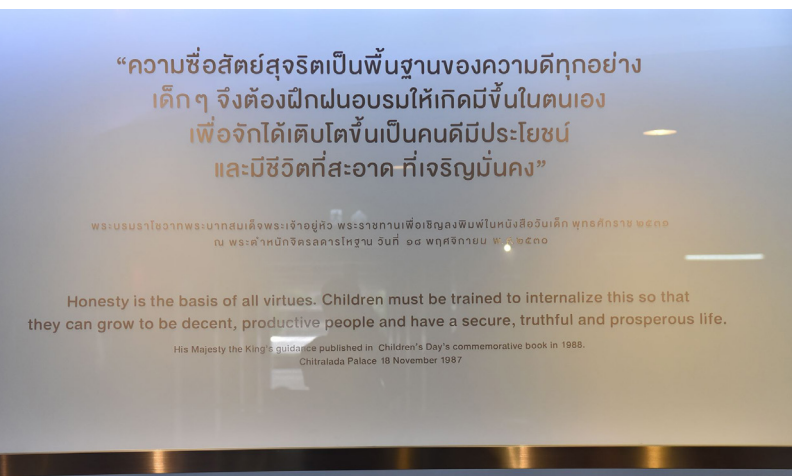 “ความซื่อสัตย์สุจริตเป็นพื้นฐานของความดีทุกอย่าง
เด็กๆ จึงต้องฝึกฝนอบรมให้เกิดมีขึ้นในตนเอง
เพื่อจักได้เติบโตขึ้นเป็นคนดีมีประโยชน์
และมีชีวิตที่สะอาด ที่เจริญมั่นคง”
พระบรมราโชวาทพระบาทสมเด็จพระเจ้าอยู่หัว พระราชทานเพื่อเชิญลงพิมพ์ในหนังสือวันเด็ก พุทธศักราช ๒๕๓๑
ณ พระตำหนักจิตรลดารโหฐาน วันที่ ๑๘ พฤศจิกายน ๒๕๓๐
Honesty is the basis of all virtues. Children must be trained to internalize this so that
they can grow to be decent, productive people and have a secure, truthful and prosperous life.
His Majesty the King's guidance published in Children's Day's commemorative book in 1988.
Chitralada Palace 18 November 1987